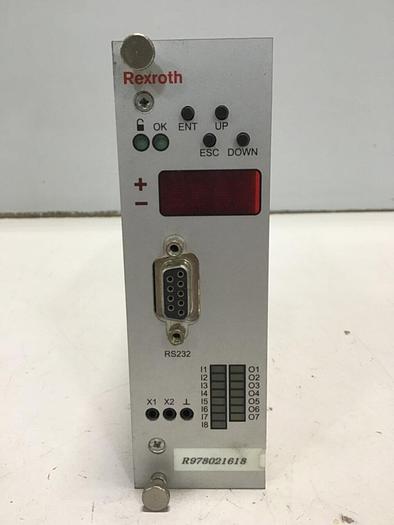 Rexroth
OK ENT UP
ESC DOWN
+
−
RS232
I1 O1
I2 O2
I3 O3
I4 O4
I5 O5
I6 O6
I7 O7
I8
X1 X2 ⊥
R978021618